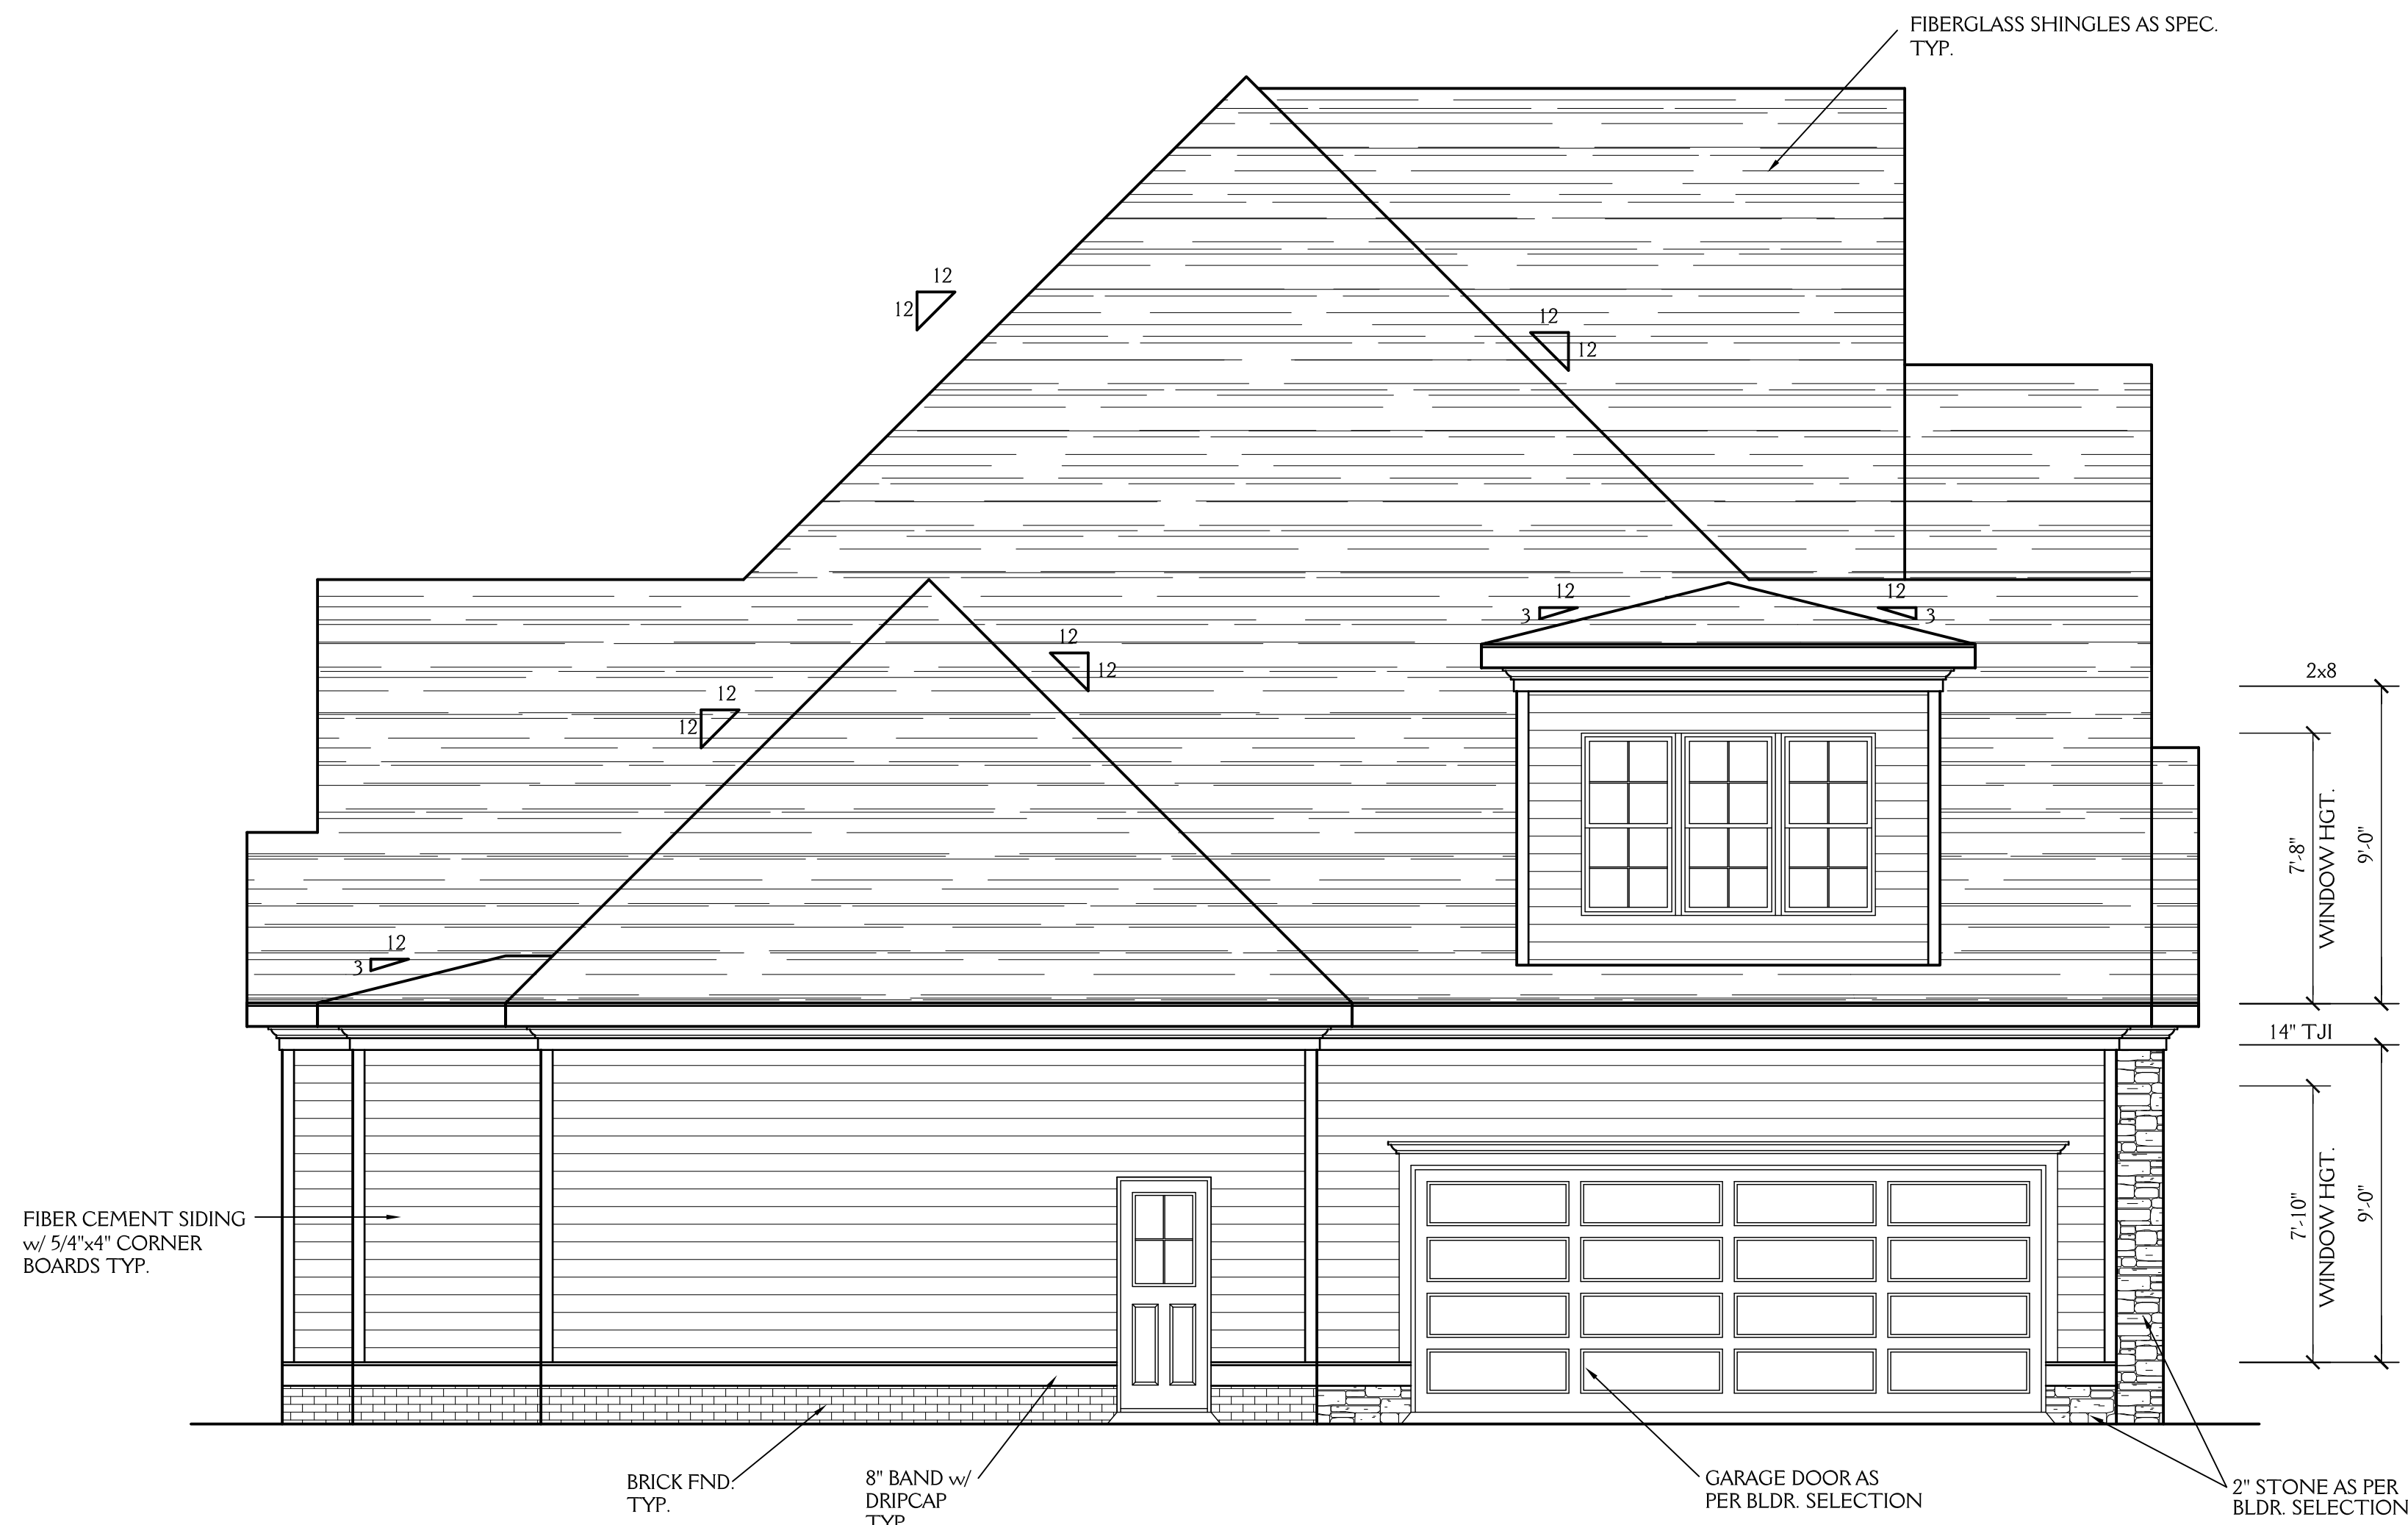 FIBERGLASS SHINGLES AS SPEC.
TYP.
12
12
12
12
12
3
12
3
12
12
12
12
2x8
7'-8"
WINDOW HGT.
9'-0"
12
3
14" TJI
7'-10"
WINDOW HGT.
9'-0"
FIBER CEMENT SIDING
w/ 5/4"x4" CORNER
BOARDS TYP.
BRICK FND.
TYP.
8" BAND w/
DRIPCAP
TYP
GARAGE DOOR AS
PER BLDR. SELECTION
2" STONE AS PER
BLDR. SELECTION